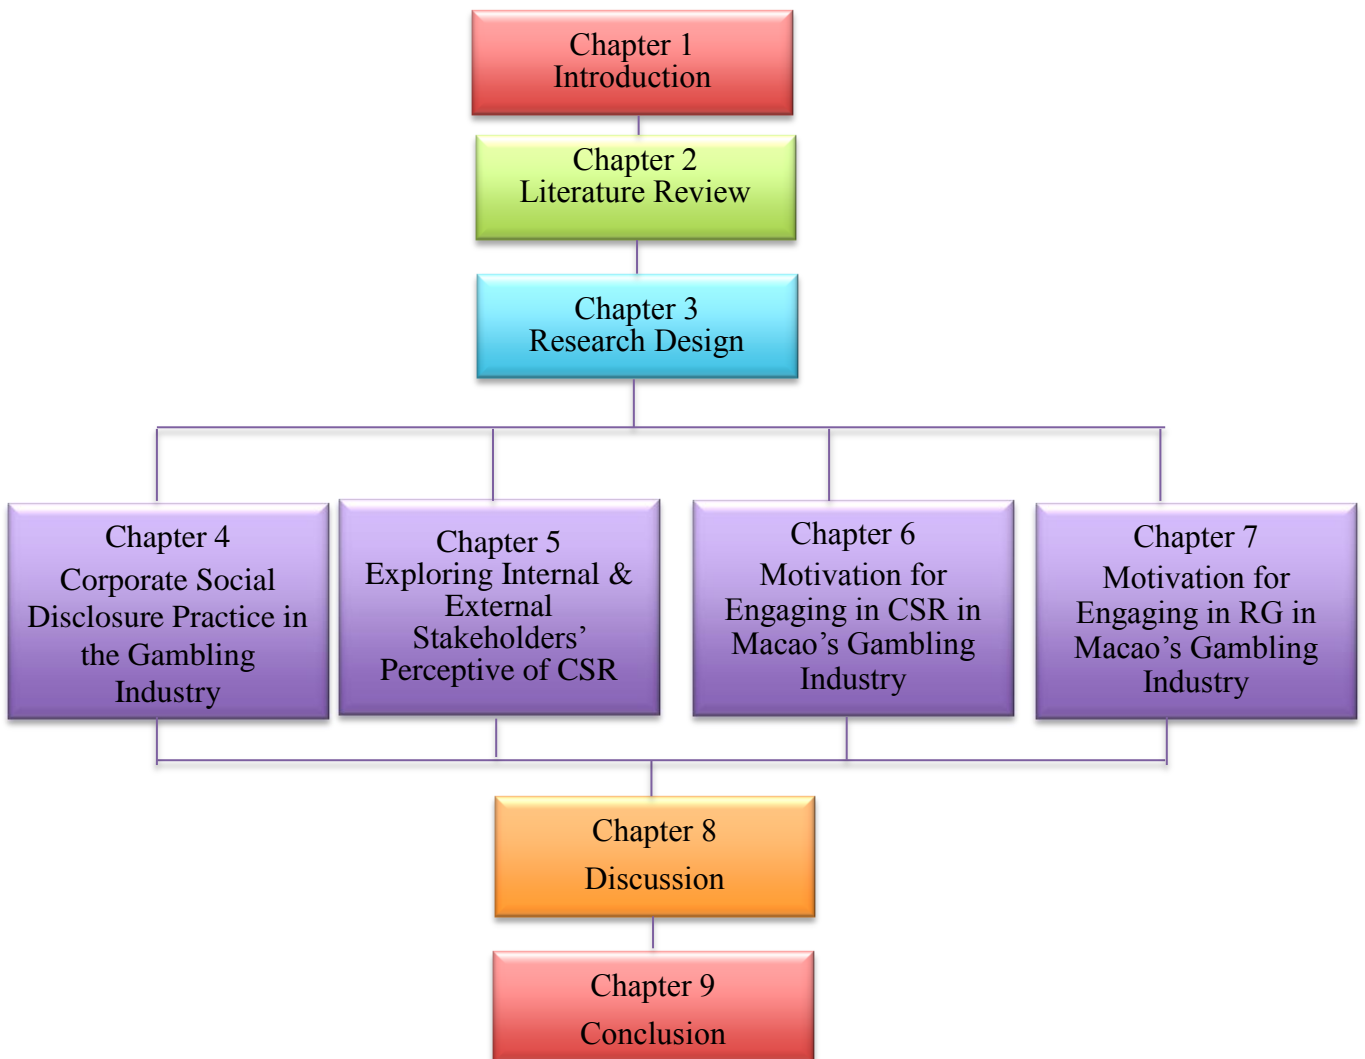 Chapter 1
Introduction
Chapter 2
Literature Review
Chapter 3
Research Design
Chapter 4
Corporate Social
Disclosure Practice in
the Gambling
Industry
Chapter 5
Exploring Internal &
External
Stakeholders’
Perceptive of CSR
Chapter 6
Motivation for
Engaging in CSR in
Macao’s Gambling
Industry
Chapter 7
Motivation for
Engaging in RG in
Macao’s Gambling
Industry
Chapter 8
Discussion
Chapter 9
Conclusion